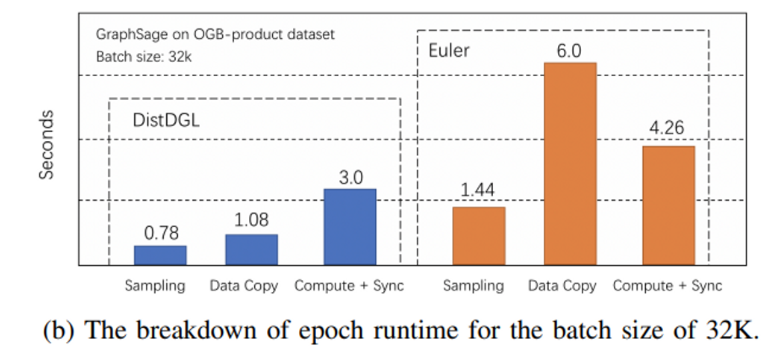 GraphSage on OGB-product dataset
Batch size: 32k
Seconds
DistDGL
0.78
1.08
3.0
Euler
1.44
6.0
4.26
Sampling Data Copy Compute + Sync Sampling Data Copy Compute + Sync
(b) The breakdown of epoch runtime for the batch size of 32K.